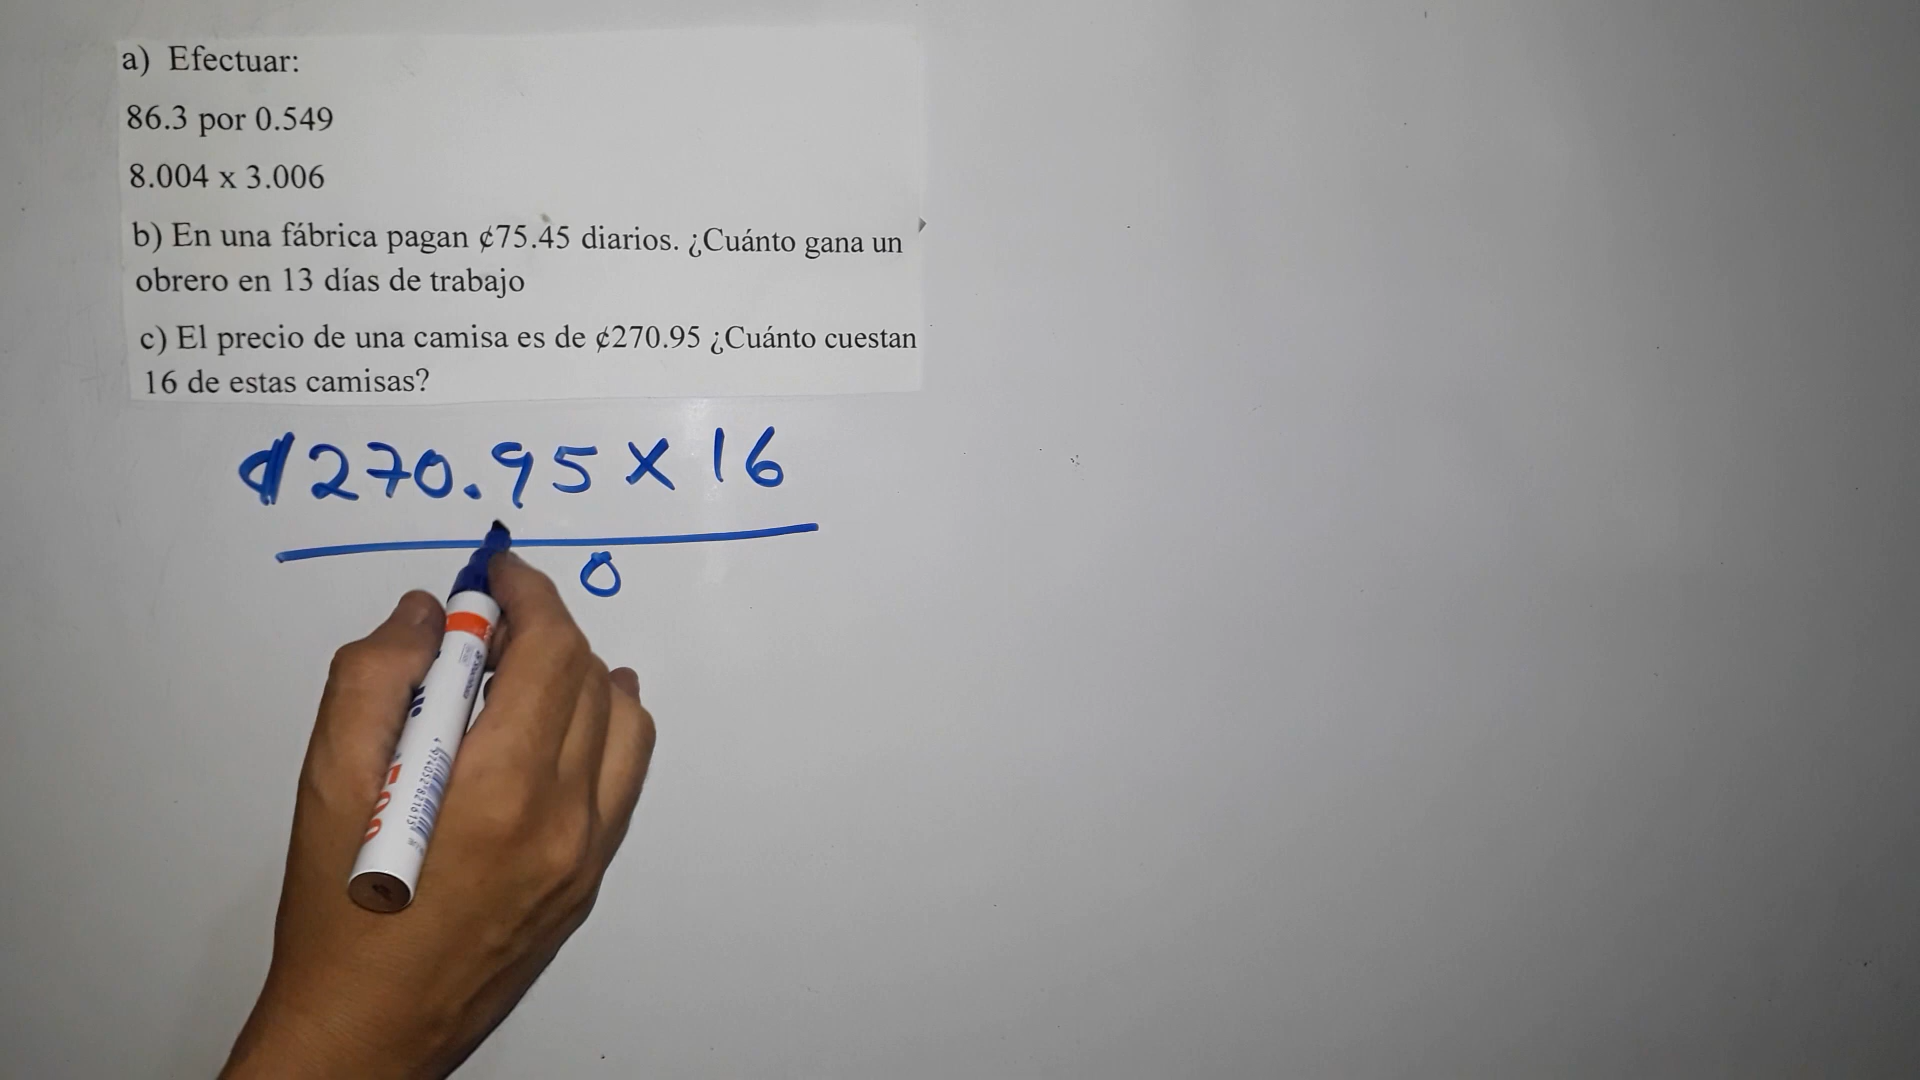 a) Efectuar:
86.3 por 0.549
8.004 x 3.006
b) En una fábrica pagan ¢75.45 diarios. ¿Cuánto gana un
obrero en 13 días de trabajo
c) El precio de una camisa es de ¢270.95 ¿Cuánto cuestan
16 de estas camisas?
¢270.95 x 16
0